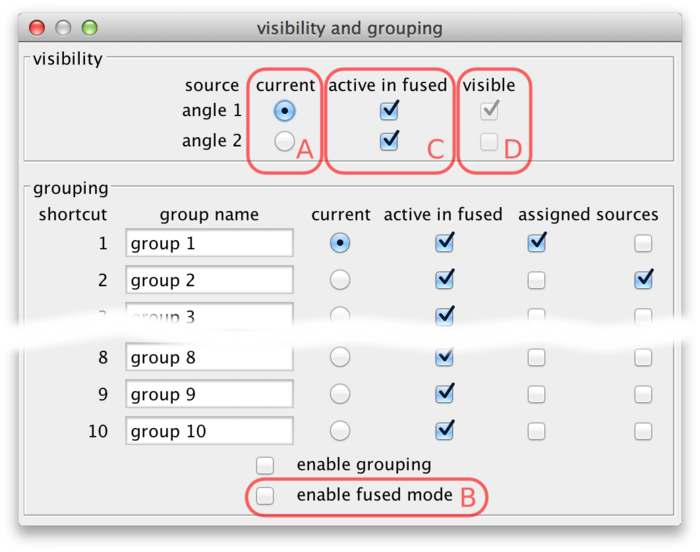 visibility and grouping
visibility
source current active in fused visible
angle 1
angle 2 A C D
grouping
shortcut group name current active in fused assigned sources
1 group 1
2 group 2
3 group 3
8 group 8
9 group 9
10 group 10
enable grouping
enable fused mode B